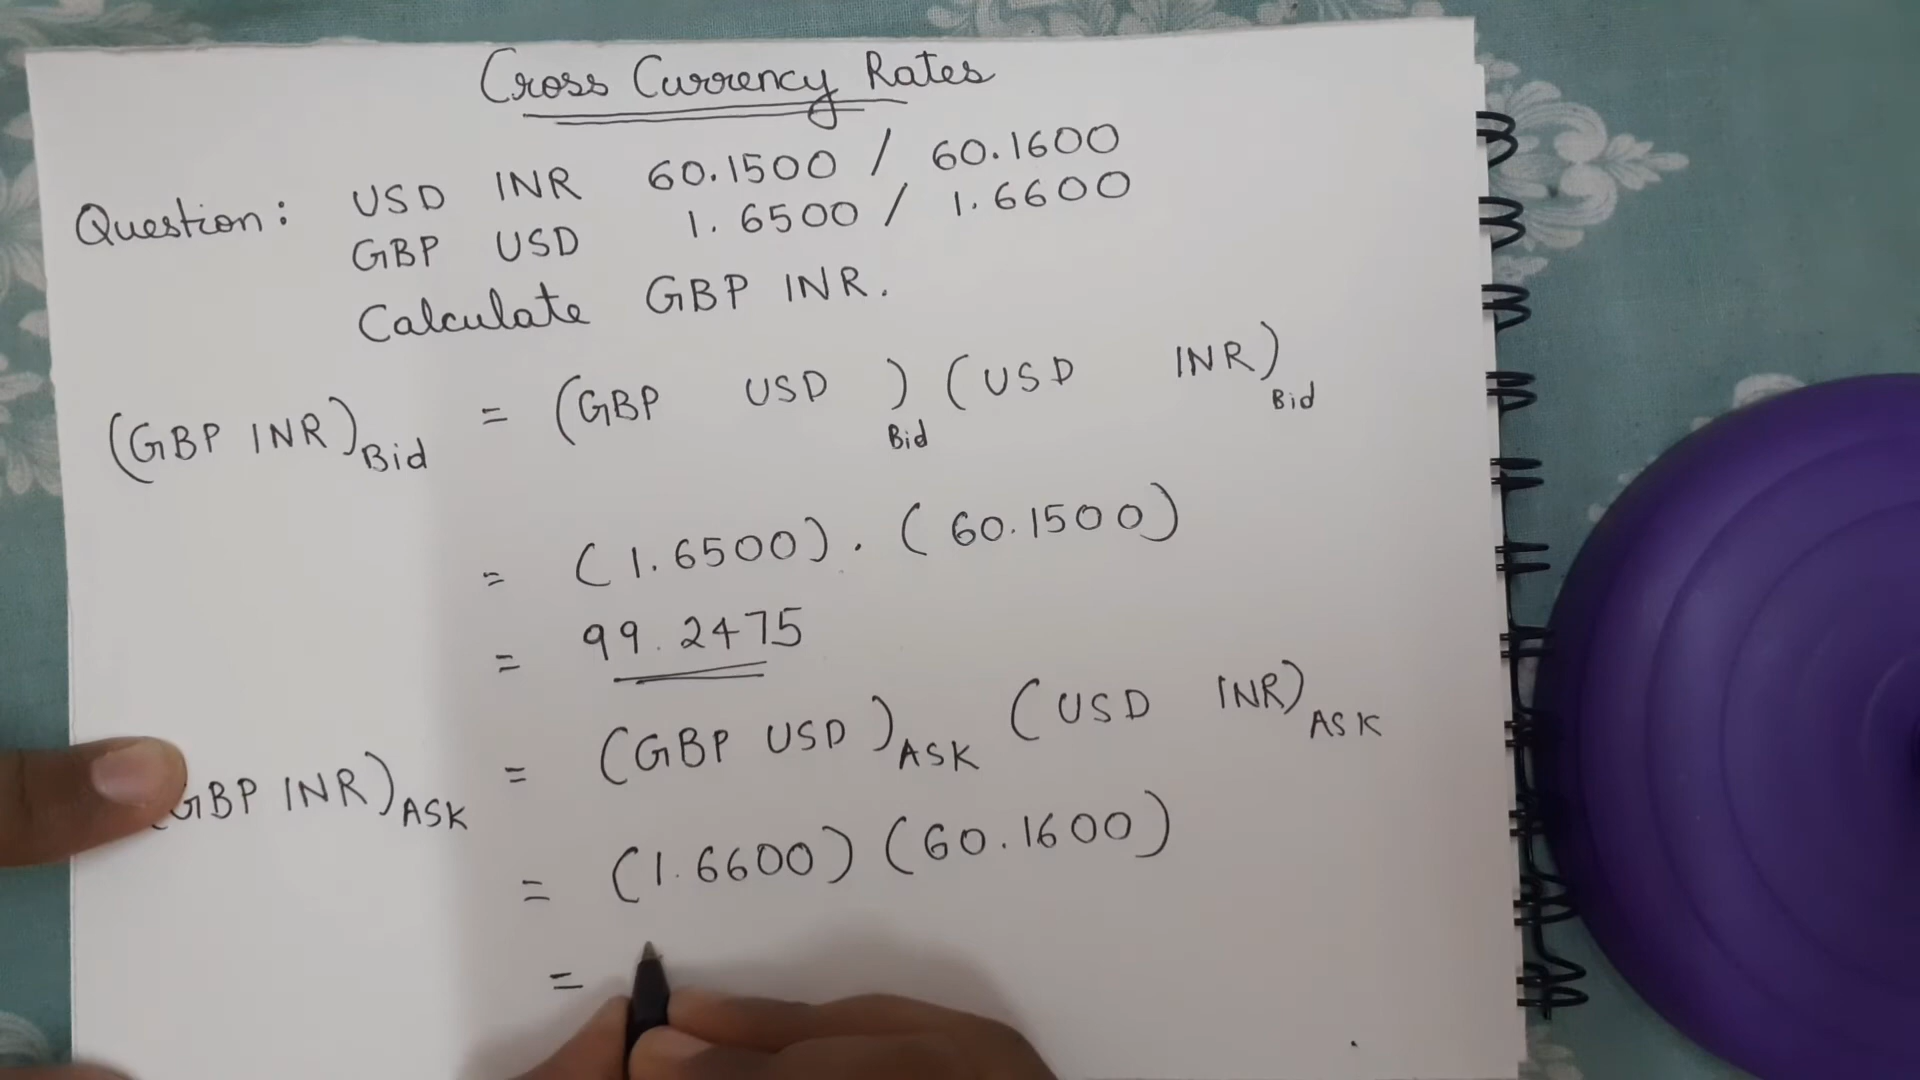 Cross Currency Rates
Question: USD INR 60.1500 / 60.1600
GBP USD 1.6500 / 1.6600
Calculate GBP INR.
(GBP INR)Bid = (GBP USD)Bid (USD INR)Bid
= (1.6500) . (60.1500)
= 99.2475
GBP INR)ASK = (GBP USD)ASK (USD INR)ASK
= (1.6600) (60.1600)
=